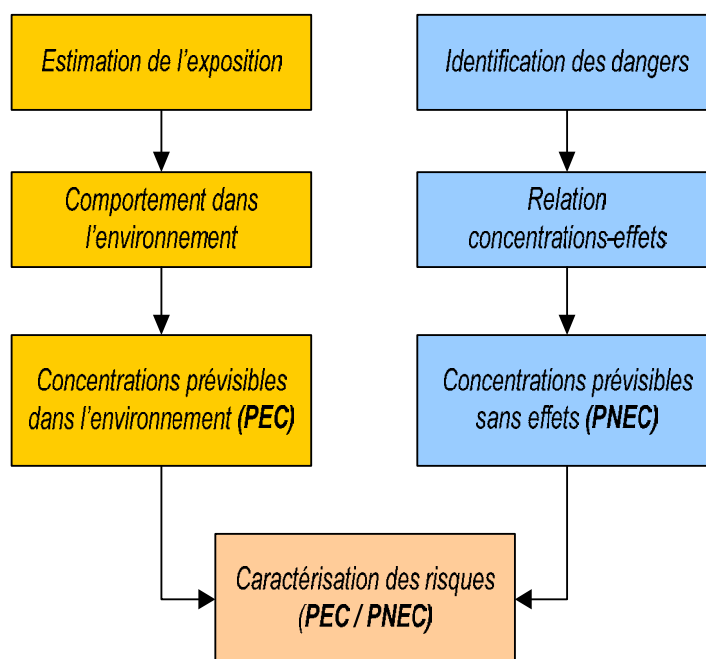 Estimation de l'exposition
Identification des dangers
Comportement dans
l'environnement
Relation
concentrations-effets
Concentrations prévisibles
dans l'environnement (PEC)
Concentrations prévisibles
sans effets (PNEC)
Caractérisation des risques
(PEC / PNEC)